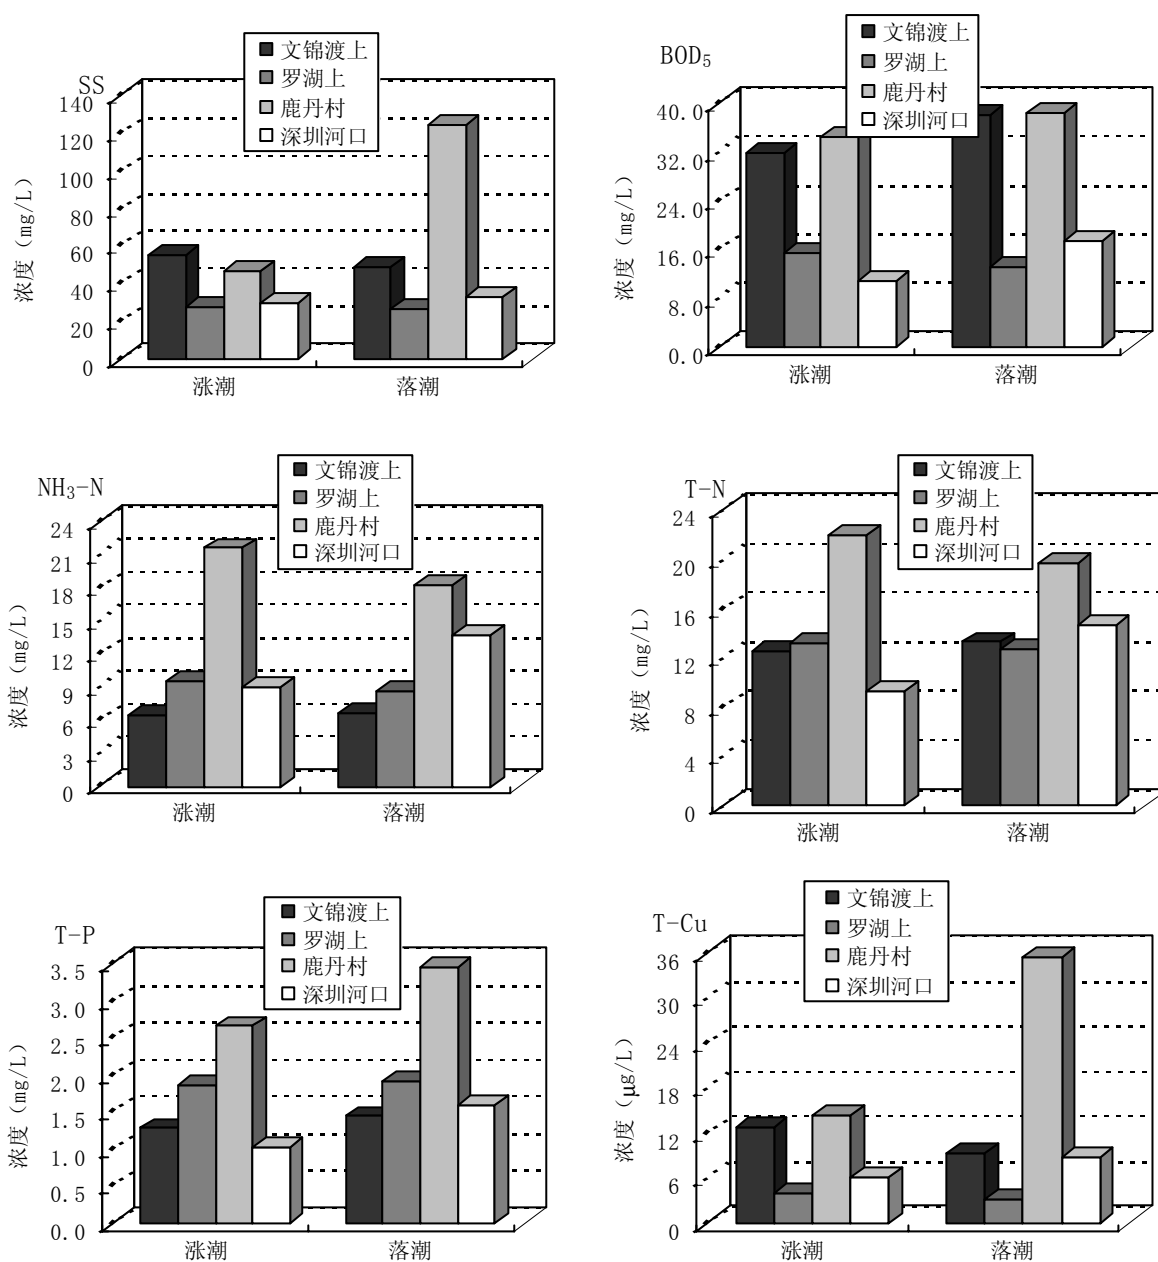 SS
文锦渡上
罗湖上
鹿丹村
深圳河口
浓度（mg/L）
140
120
100
80
60
40
20
0
涨潮
落潮
BOD₅
文锦渡上
罗湖上
鹿丹村
深圳河口
浓度（mg/L）
40.0
32.0
24.0
16.0
8.0
0.0
涨潮
落潮
NH₃-N
文锦渡上
罗湖上
鹿丹村
深圳河口
浓度（mg/L）
24
21
18
15
12
9
6
3
0
涨潮
落潮
T-N
文锦渡上
罗湖上
鹿丹村
深圳河口
浓度（mg/L）
24
20
16
12
8
4
0
涨潮
落潮
T-P
文锦渡上
罗湖上
鹿丹村
深圳河口
浓度（mg/L）
3.5
3.0
2.5
2.0
1.5
1.0
0.5
0.0
涨潮
落潮
T-Cu
文锦渡上
罗湖上
鹿丹村
深圳河口
浓度（μg/L）
36
30
24
18
12
6
0
涨潮
落潮